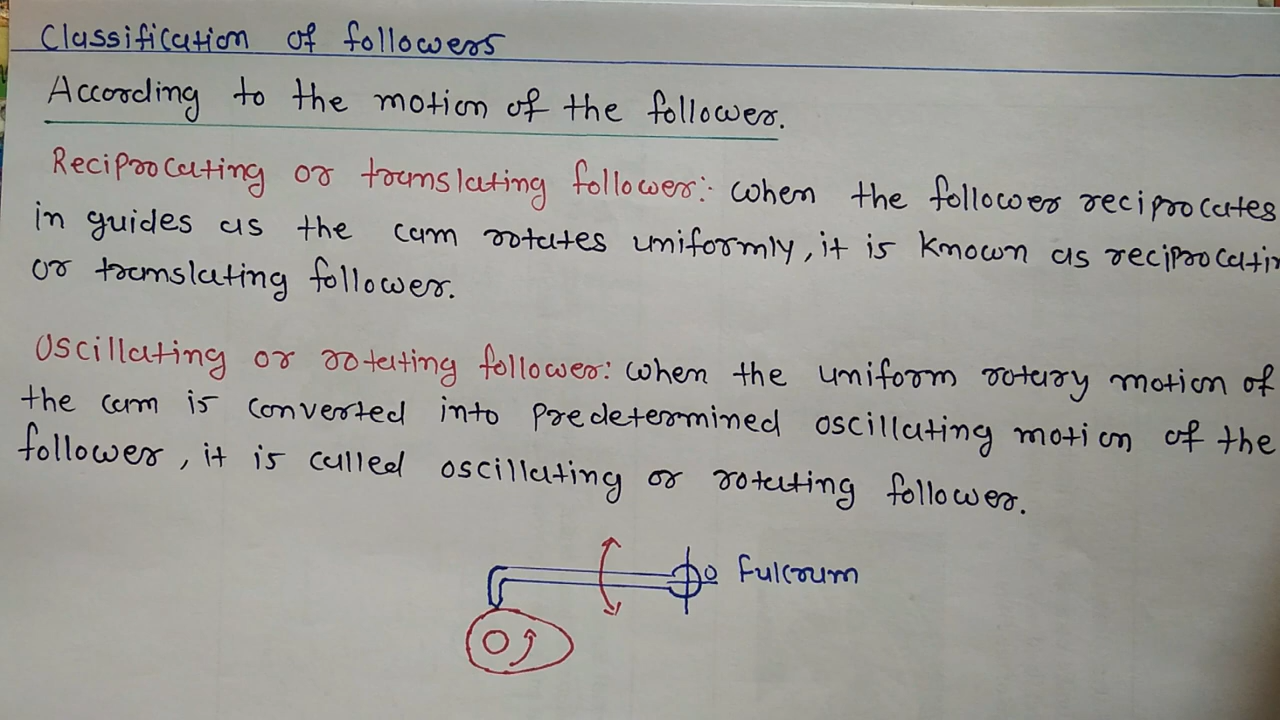 Classification of followers
According to the motion of the follower.
Reciprocating or translating follower:- When the follower reciprocates
in guides as the cam rotates uniformly, it is known as reciprocatin
or translating follower.
Oscillating or rotating follower: When the uniform rotary motion of
the cam is converted into predetermined oscillating motion of the
follower, it is called oscillating or rotating follower.
O Fulcrum